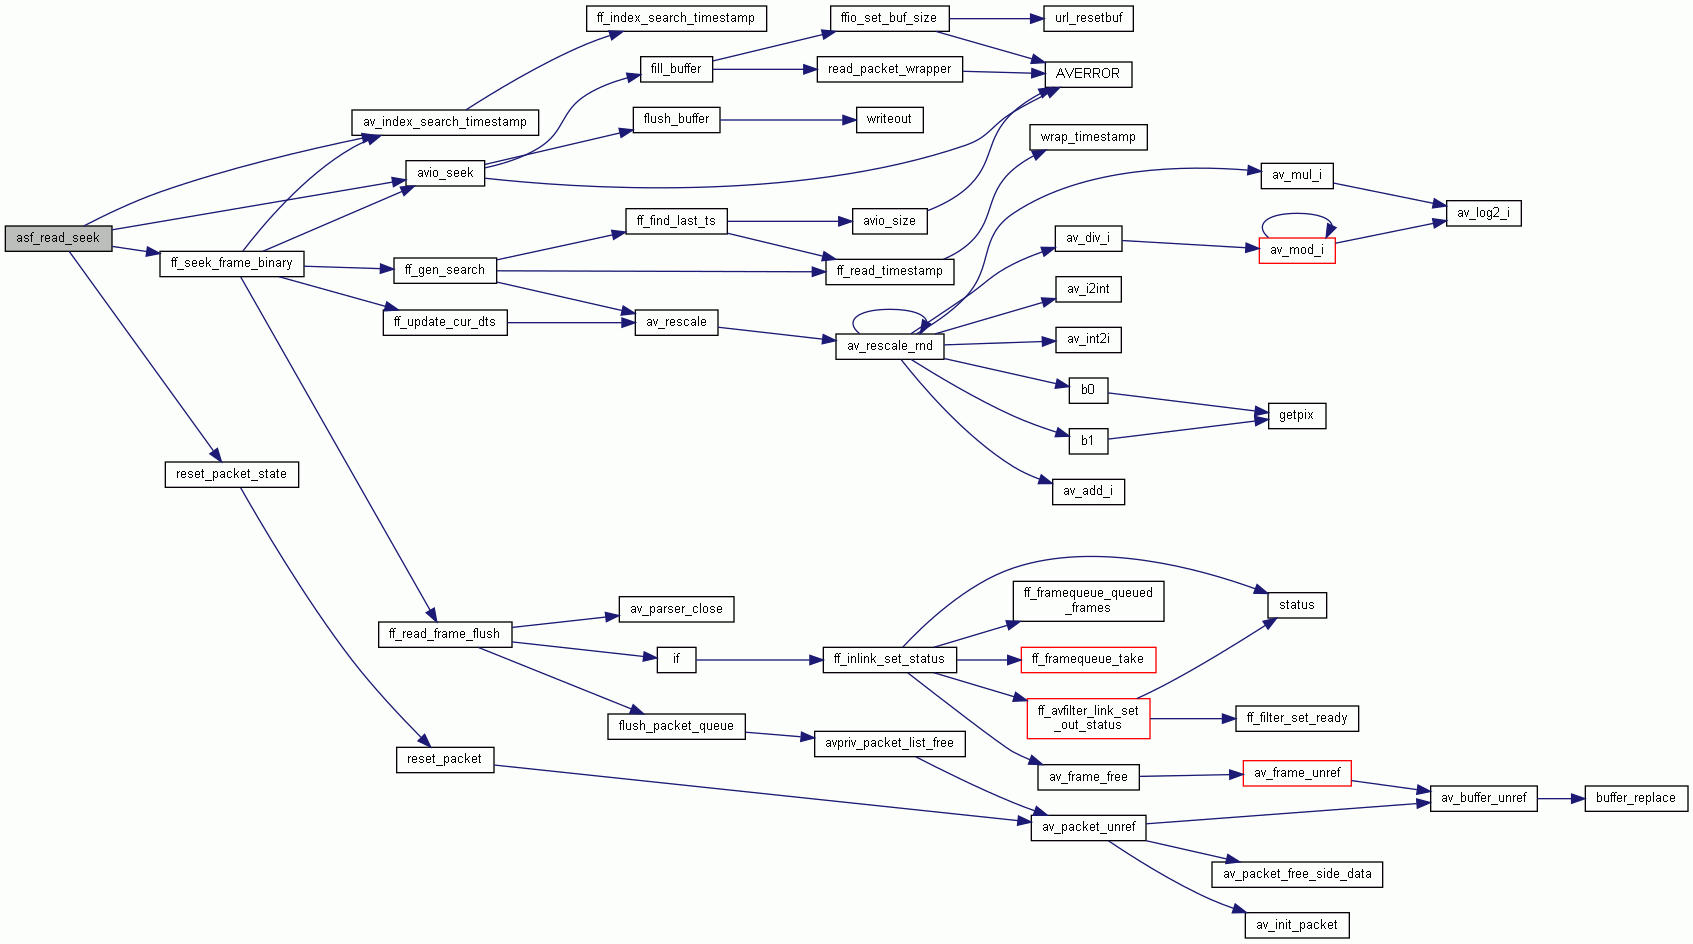 ff_index_search_timestamp
ffio_set_buf_size
url_resetbuf
fill_buffer
read_packet_wrapper
AVERROR
av_index_search_timestamp
flush_buffer
writeout
wrap_timestamp
avio_seek
av_mul_i
ff_find_last_ts
avio_size
av_log2_i
asf_read_seek
av_div_i
av_mod_i
ff_seek_frame_binary
ff_gen_search
ff_read_timestamp
av_i2int
ff_update_cur_dts
av_rescale
av_rescale_rnd
av_int2i
b0
getpix
b1
reset_packet_state
av_add_i
ff_framequeue_queued
_frames
status
av_parser_close
ff_read_frame_flush
if
ff_inlink_set_status
ff_framequeue_take
ff_avfilter_link_set
_out_status
ff_filter_set_ready
flush_packet_queue
avpriv_packet_list_free
reset_packet
av_frame_free
av_frame_unref
av_buffer_unref
buffer_replace
av_packet_unref
av_packet_free_side_data
av_init_packet